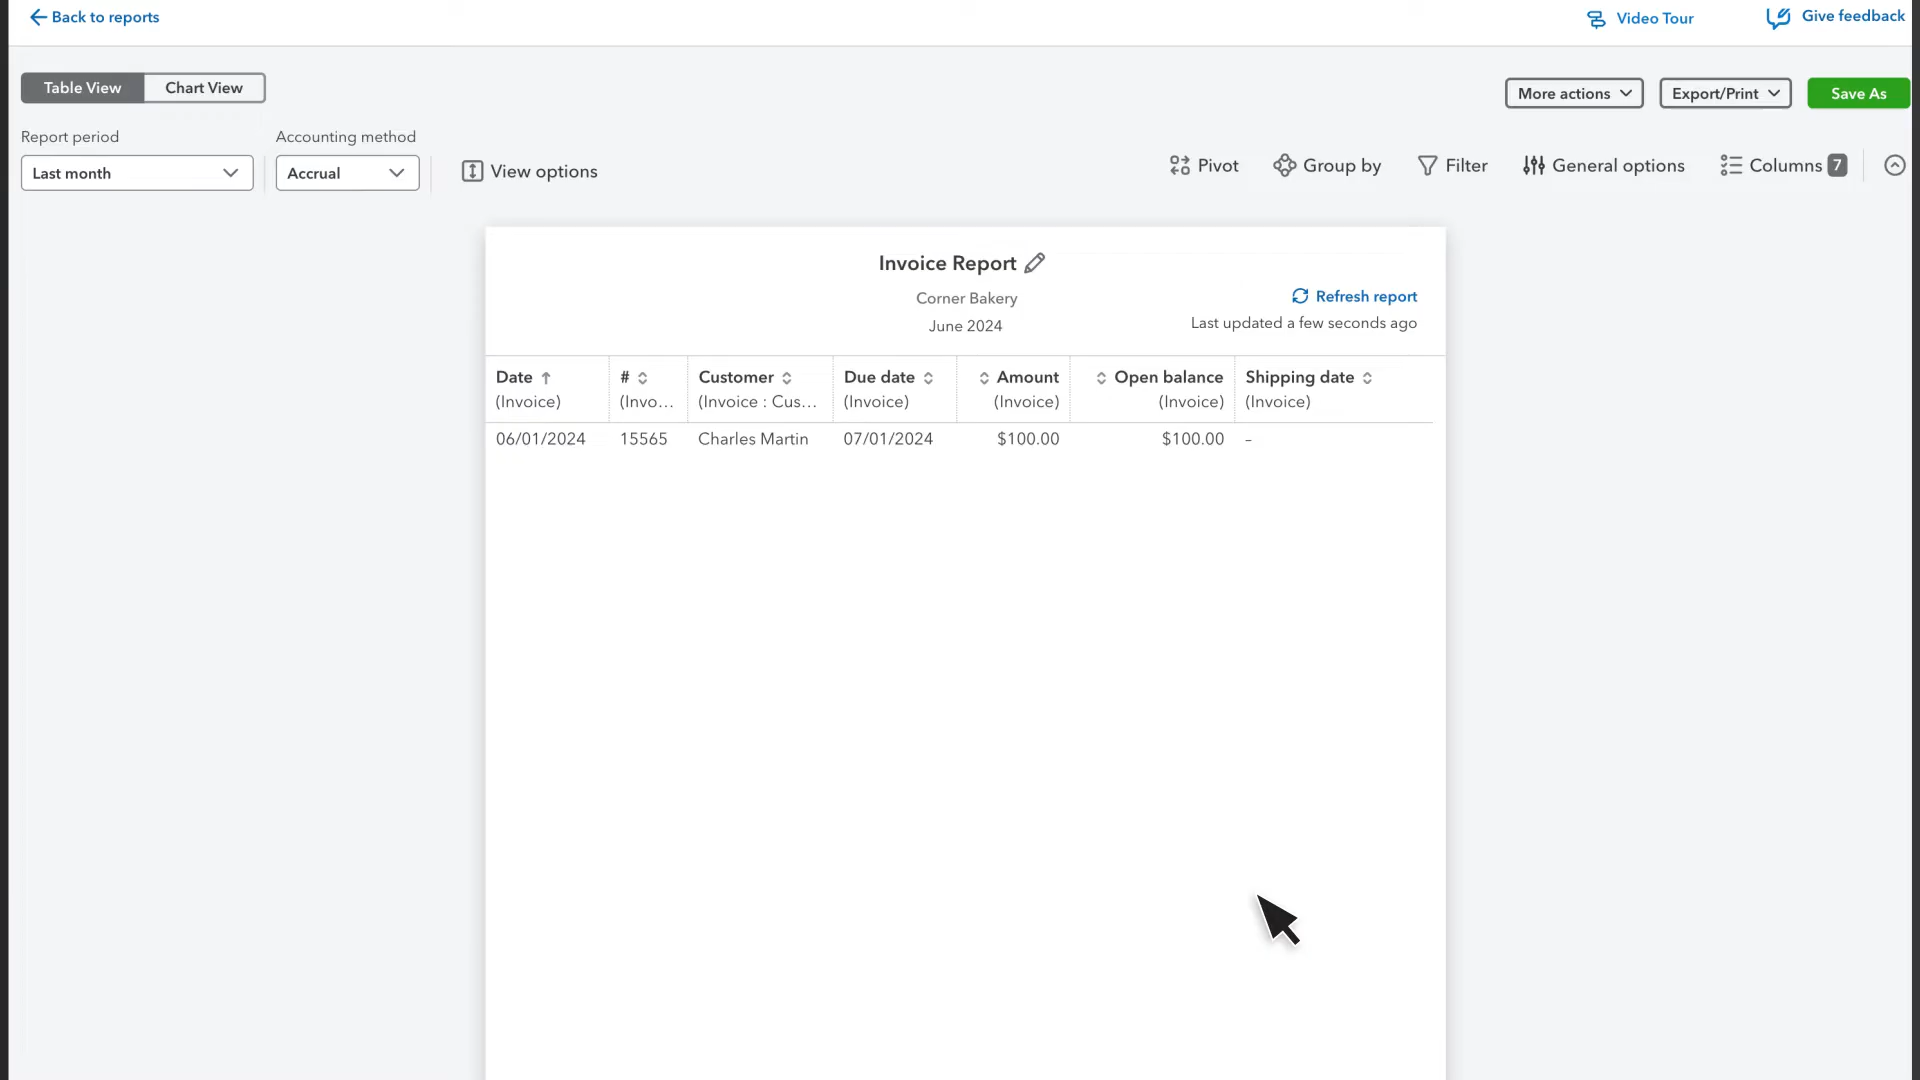 Back to reports
Video Tour
Give feedback
Table View
Chart View
More actions
Export/Print
Save As
Report period
Accounting method
Last month
Accrual
View options
Pivot
Group by
Filter
General options
Columns 7
Invoice Report
Corner Bakery
June 2024
Refresh report
Last updated a few seconds ago
Date # Customer Due date Amount Open balance Shipping date
(Invoice) (Invo... (Invoice : Cus... (Invoice) (Invoice) (Invoice) (Invoice)
06/01/2024 15565 Charles Martin 07/01/2024 $100.00 $100.00 –